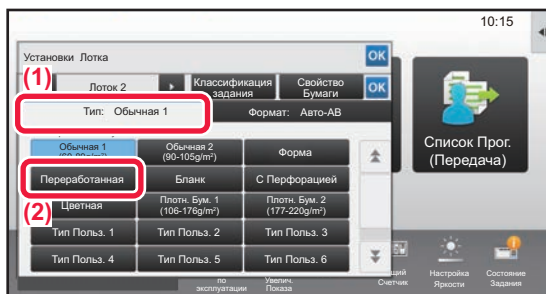 10:15
Установки Лотка
OK
(1)
Лоток 2
Классификация задания
Свойство Бумаги
OK
Тип: Обычная 1
Формат: Авто-AB
Обычная 1
Обычная 2
(90-105g/m²)
Форма
Переработанная
Бланк
С Перфорацией
(2)
Цветная
Плотн. Бум. 1
(106-176g/m²)
Плотн. Бум. 2
(177-220g/m²)
Тип Польз. 1
Тип Польз. 2
Тип Польз. 3
Тип Польз. 4
Тип Польз. 5
Тип Польз. 6
Список Прог.
(Передача)
по
эксплуатации
Увелич.
Показа
Счетчик
Настройка
Яркости
Состояние
Задания